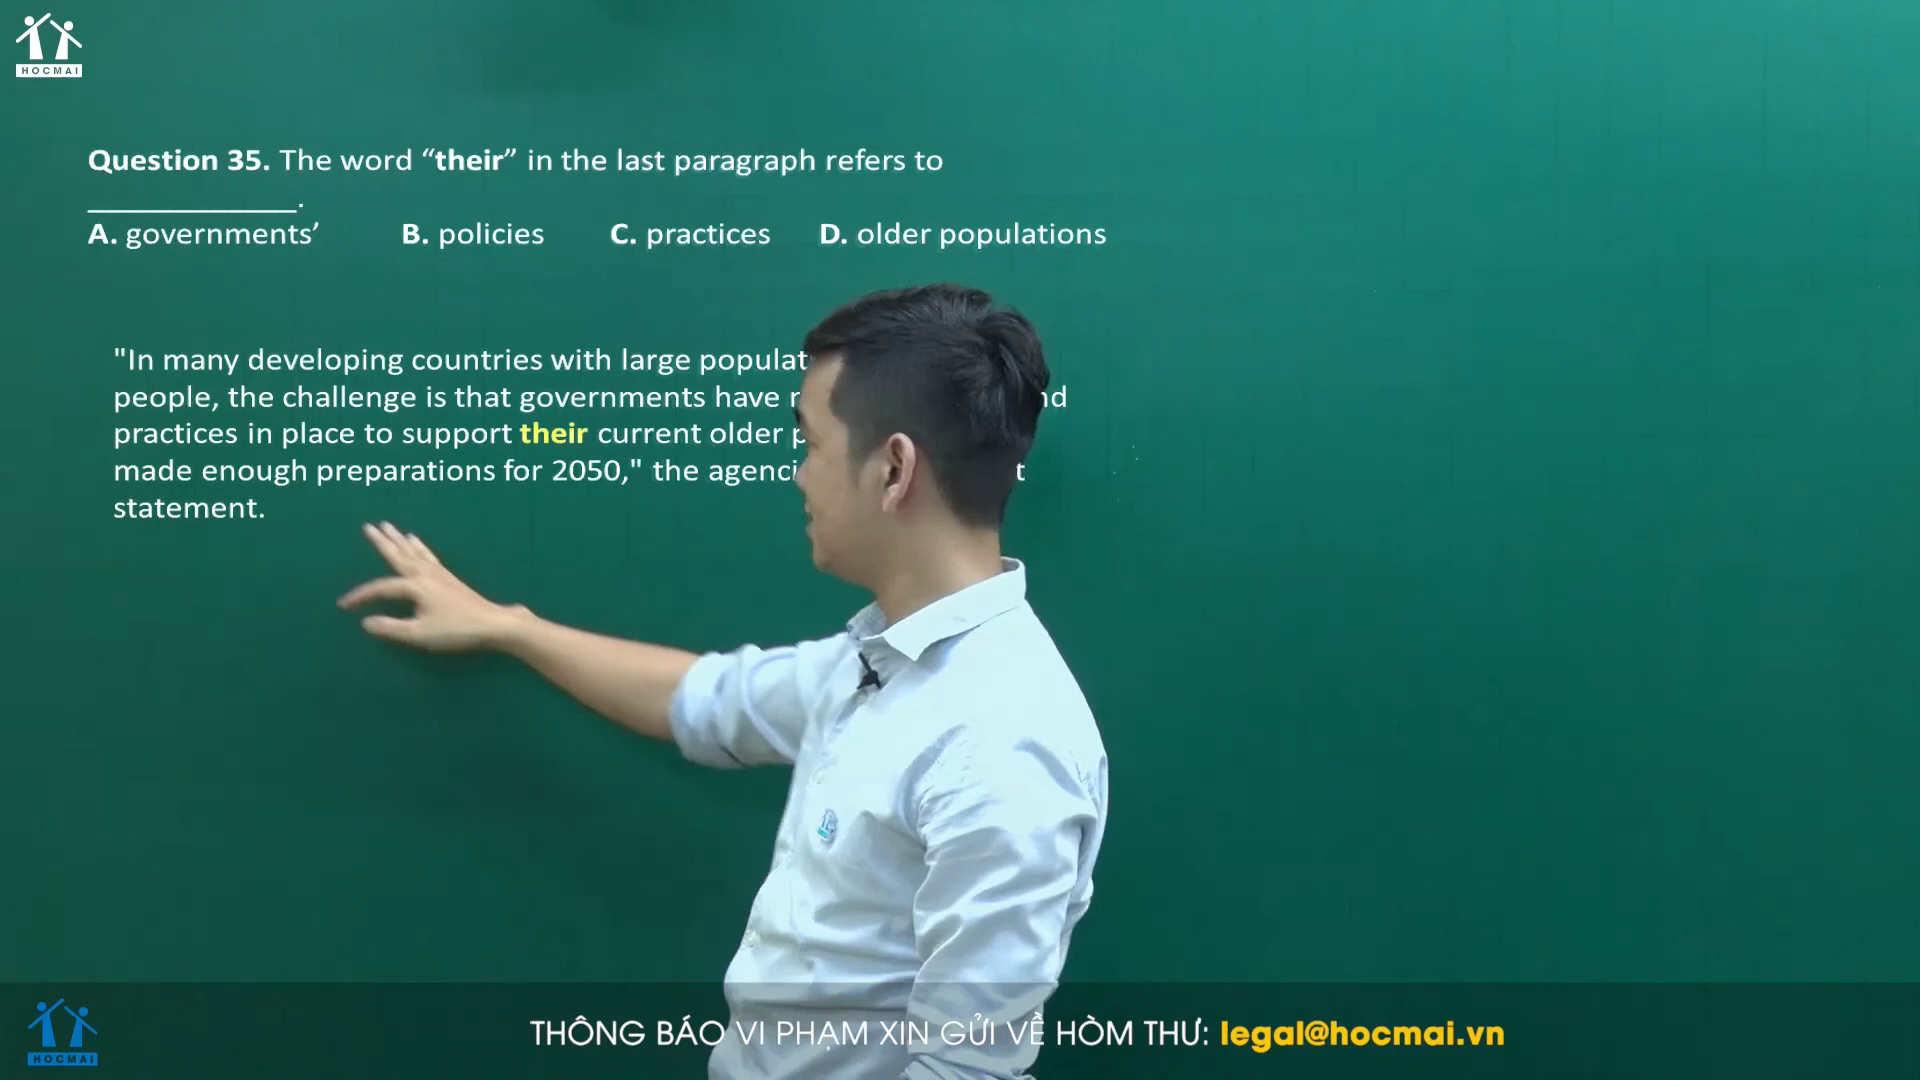 HOCMAI
Question 35. The word “their” in the last paragraph refers to
_____________.
A. governments’ B. policies C. practices D. older populations
"In many developing countries with large
people, the challenge is that governments have
practices in place to support their current older
made enough preparations for 2050," the
statement.
HOCMAI
THÔNG BÁO VI PHẠM XIN GỬI VỀ HÒM THƯ: legal@hocmai.vn